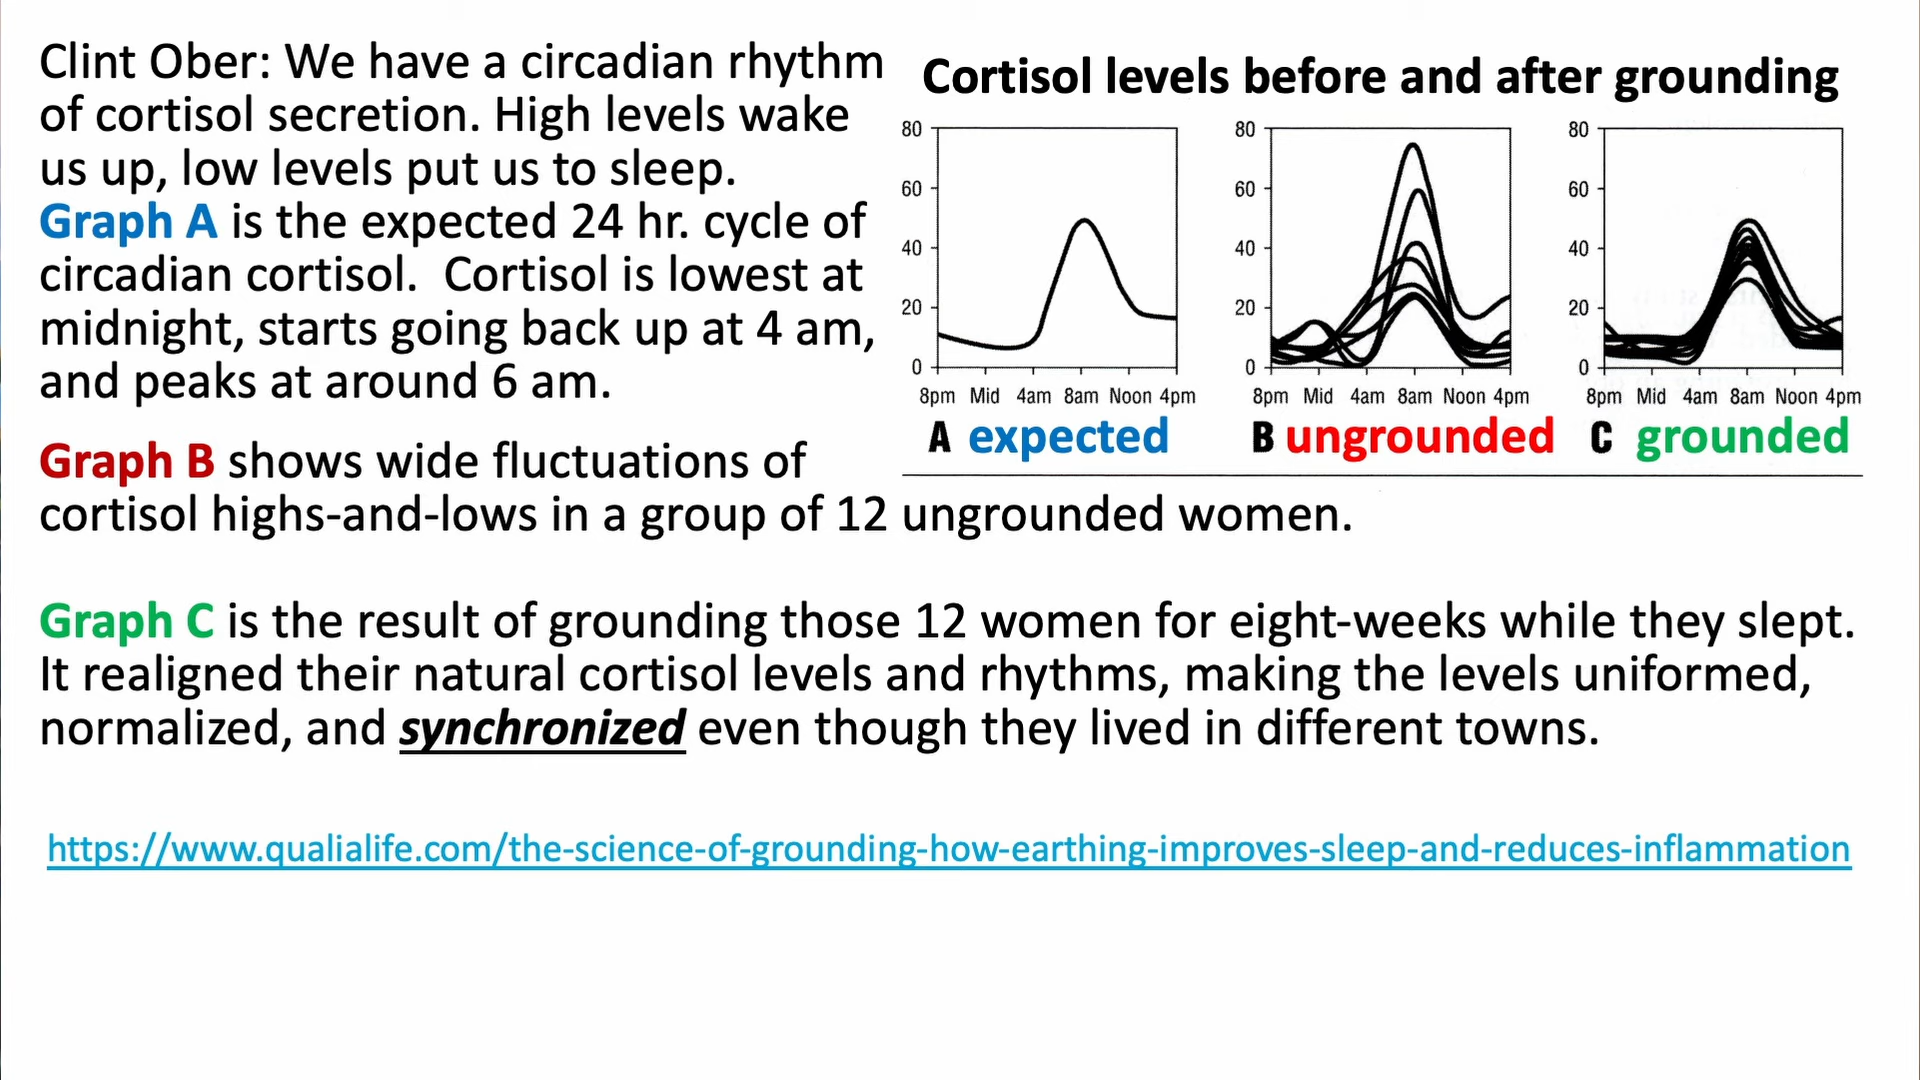 Clint Ober: We have a circadian rhythm
of cortisol secretion. High levels wake
us up, low levels put us to sleep.
Graph A is the expected 24 hr. cycle of
circadian cortisol.  Cortisol is lowest at
midnight, starts going back up at 4 am,
and peaks at around 6 am.
Graph B shows wide fluctuations of
cortisol highs-and-lows in a group of 12 ungrounded women.
Graph C is the result of grounding those 12 women for eight-weeks while they slept.
It realigned their natural cortisol levels and rhythms, making the levels uniformed,
normalized, and synchronized even though they lived in different towns.
https://www.qualialife.com/the-science-of-grounding-how-earthing-improves-sleep-and-reduces-inflammation
Cortisol levels before and after grounding
80
60
40
20
0
8pm Mid 4am 8am Noon 4pm
A expected
80
60
40
20
0
8pm Mid 4am 8am Noon 4pm
B ungrounded
80
60
40
20
0
8pm Mid 4am 8am Noon 4pm
C grounded